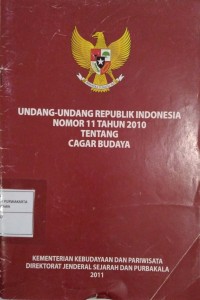 UNDANG-UNDANG REPUBLIK INDONESIA
NOMOR 11 TAHUN 2010
TENTANG
CAGAR BUDAYA
KEMENTERIAN KEBUDAYAAN DAN PARIWISATA
DIREKTORAT JENDERAL SEJARAH DAN PURBAKALA
2011